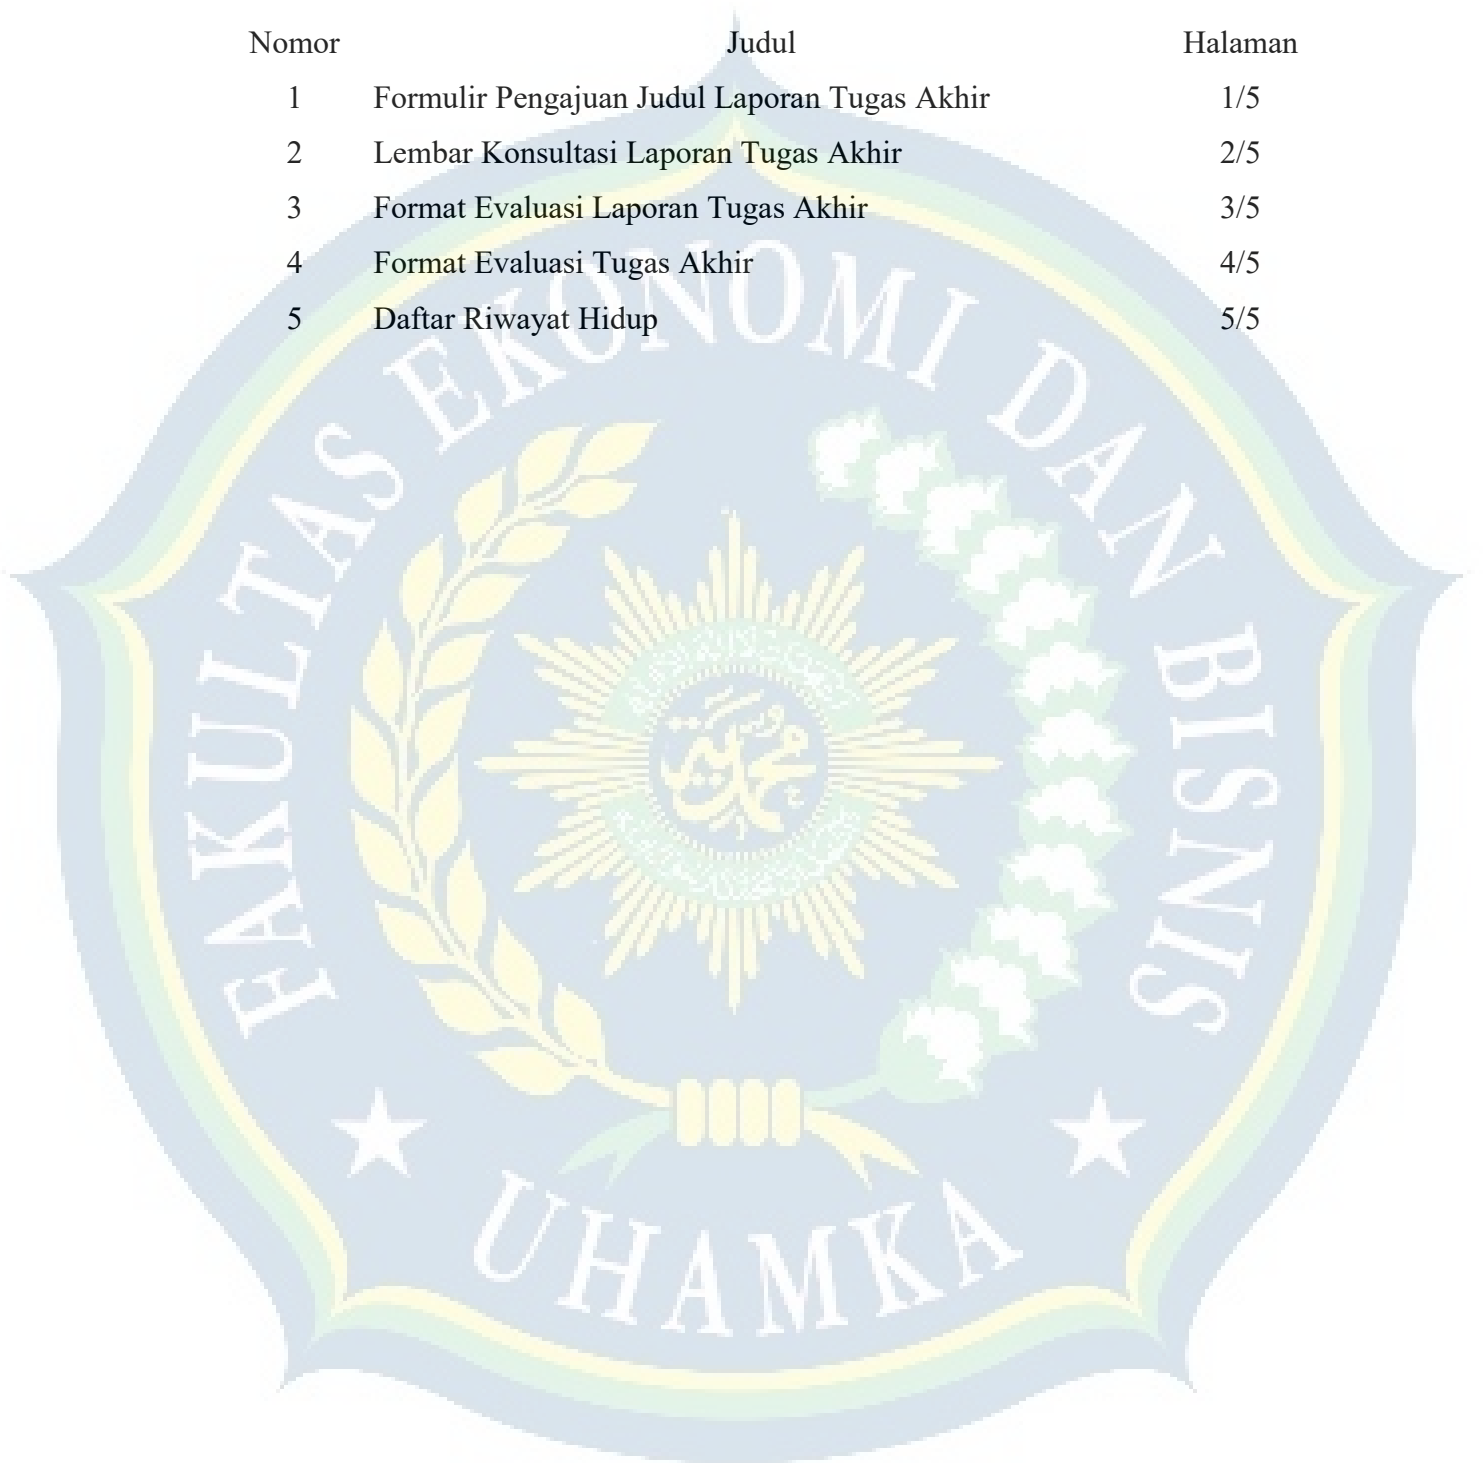 Nomor Judul Halaman
1 Formulir Pengajuan Judul Laporan Tugas Akhir 1/5
2 Lembar Konsultasi Laporan Tugas Akhir 2/5
3 Format Evaluasi Laporan Tugas Akhir 3/5
4 Format Evaluasi Tugas Akhir 4/5
5 Daftar Riwayat Hidup 5/5
FAKULTAS EKONOMI DAN BISNIS
UHAMKA